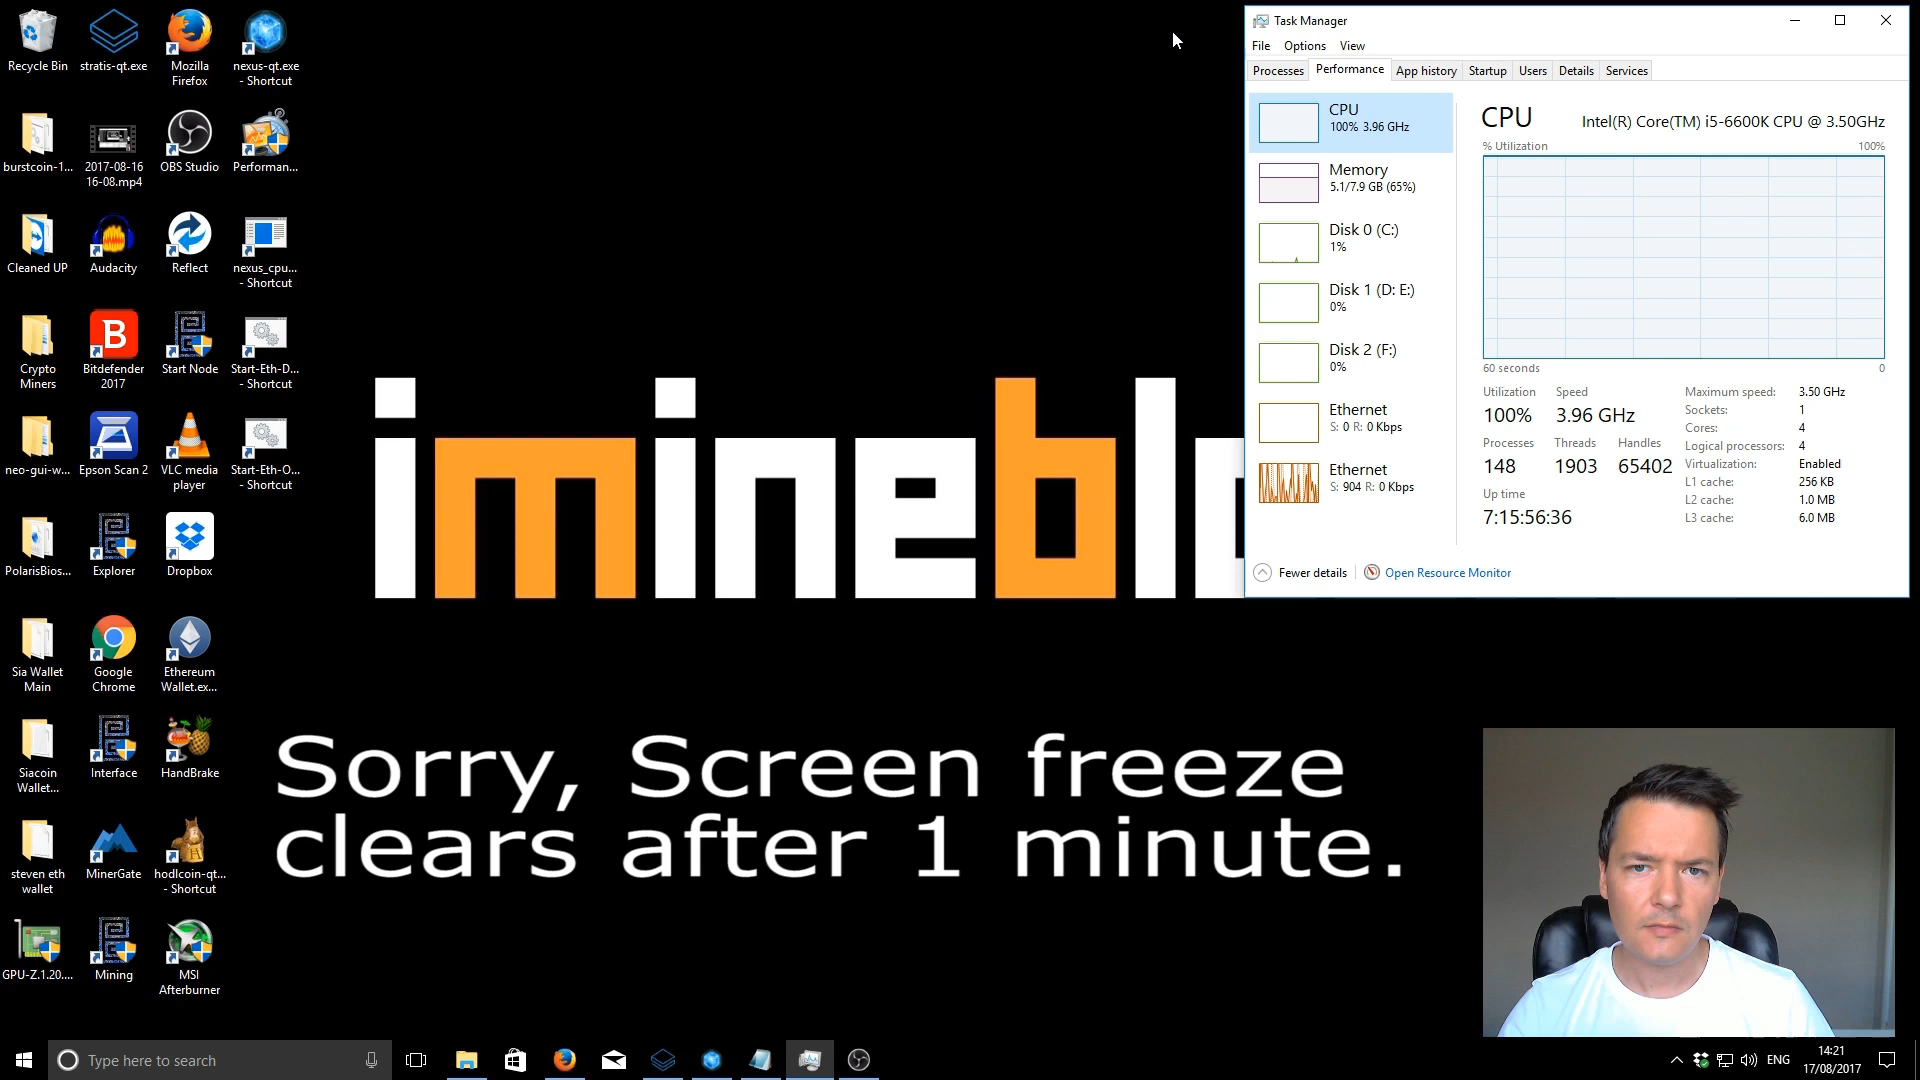 Recycle Bin
stratis-qt.exe
Mozilla
Firefox
nexus-qt.exe
- Shortcut
burstcoin-1...
2017-08-16
16-08.mp4
OBS Studio
Performan...
Cleaned UP
Audacity
Reflect
nexus_cpu...
- Shortcut
Crypto
Miners
Bitdefender
2017
Start Node
Start-Eth-D...
- Shortcut
neo-gui-w...
Epson Scan 2
VLC media
player
Start-Eth-O...
- Shortcut
PolarisBios...
Explorer
Dropbox
Sia Wallet
Main
Google
Chrome
Ethereum
Wallet.ex...
Siacoin
Wallet...
Interface
HandBrake
steven eth
wallet
MinerGate
hodlcoin-qt...
- Shortcut
GPU-Z.1.20....
Mining
MSI
Afterburner
iminebl
Sorry, Screen freeze
clears after 1 minute.
Task Manager
File Options View
Processes Performance App history Startup Users Details Services
CPU
100% 3.96 GHz
Memory
5.1/7.9 GB (65%)
Disk 0 (C:)
1%
Disk 1 (D: E:)
0%
Disk 2 (F:)
0%
Ethernet
S: 0 R: 0 Kbps
Ethernet
S: 904 R: 0 Kbps
CPU Intel(R) Core(TM) i5-6600K CPU @ 3.50GHz
% Utilization 100%
60 seconds 0
Utilization Speed
100% 3.96 GHz
Processes Threads Handles
148 1903 65402
Up time
7:15:56:36
Maximum speed: 3.50 GHz
Sockets: 1
Cores: 4
Logical processors: 4
Virtualization: Enabled
L1 cache: 256 KB
L2 cache: 1.0 MB
L3 cache: 6.0 MB
Fewer details Open Resource Monitor
Type here to search
ENG
14:21
17/08/2017